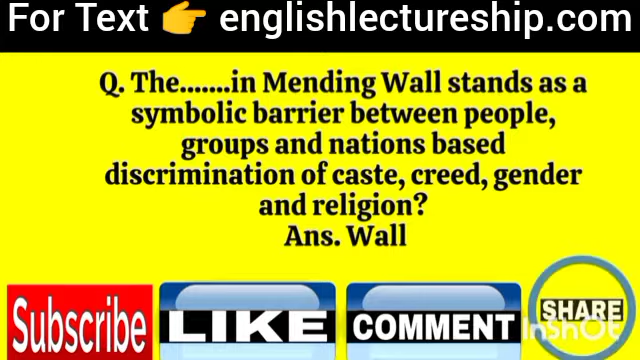 For Text 👉 englishlectureship.com
Q. The.......in Mending Wall stands as a
symbolic barrier between people,
groups and nations based
discrimination of caste, creed, gender
and religion?
Ans. Wall
Subscribe
LIKE
COMMENT
SHARE
InShOt